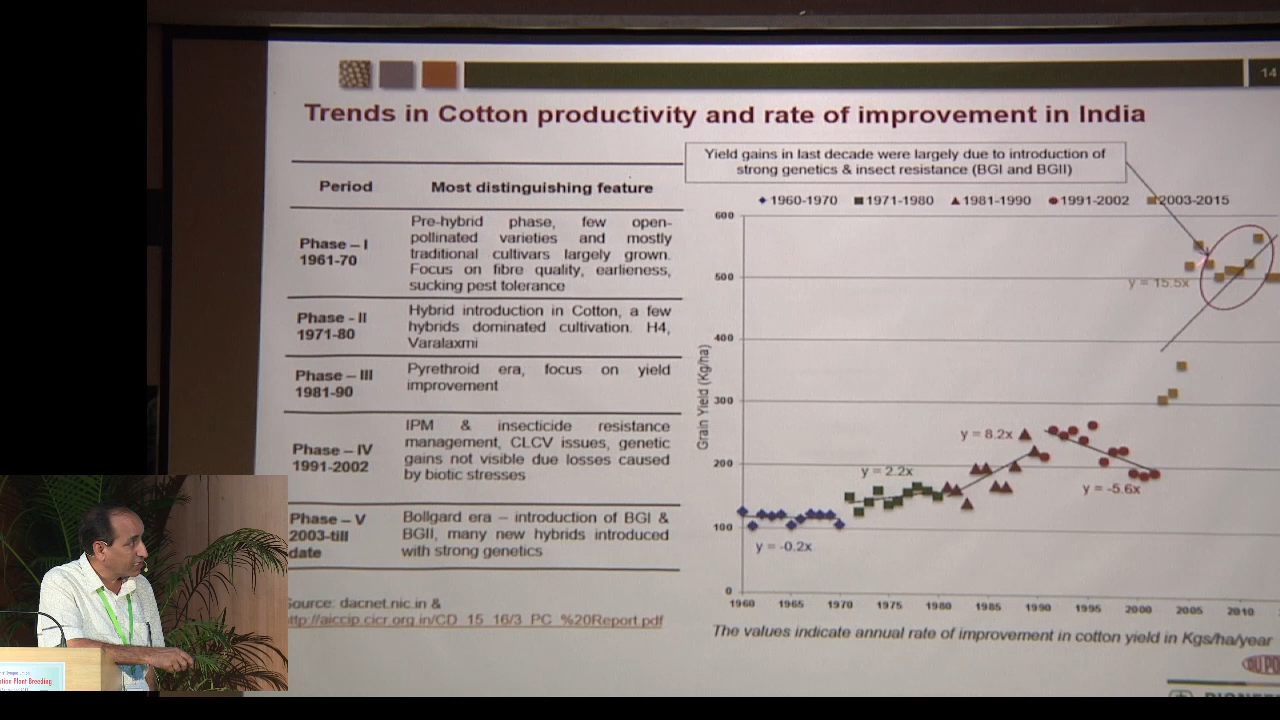 14
Trends in Cotton productivity and rate of improvement in India
Period Most distinguishing feature
Phase – I
1961-70
Pre-hybrid phase, few open-
pollinated varieties and mostly
traditional cultivars largely grown.
Focus on fibre quality, earlieness,
sucking pest tolerance
Phase - II
1971-80
Hybrid introduction in Cotton, a few
hybrids dominated cultivation. H4,
Varalaxmi
Phase – III
1981-90
Pyrethroid era, focus on yield
improvement
Phase – IV
1991-2002
IPM & insecticide resistance
management, CLCV issues, genetic
gains not visible due losses caused
by biotic stresses
Phase – V
2003-till
date
Bollgard era – introduction of BGI &
BGII, many new hybrids introduced
with strong genetics
Source: dacnet.nic.in &
http://aiccip.cicr.org.in/CD_15_16/3_PC_%20Report.pdf
Yield gains in last decade were largely due to introduction of
strong genetics & insect resistance (BGI and BGII)
1960-1970 1971-1980 1981-1990 1991-2002 2003-2015
Grain Yield (Kg/ha)
600
500
400
300
200
100
0
y = 15.5x
y = 8.2x
y = 2.2x
y = -5.6x
y = -0.2x
1960 1965 1970 1975 1980 1985 1990 1995 2000 2005 2010
The values indicate annual rate of improvement in cotton yield in Kgs/ha/year
Plant Breeding